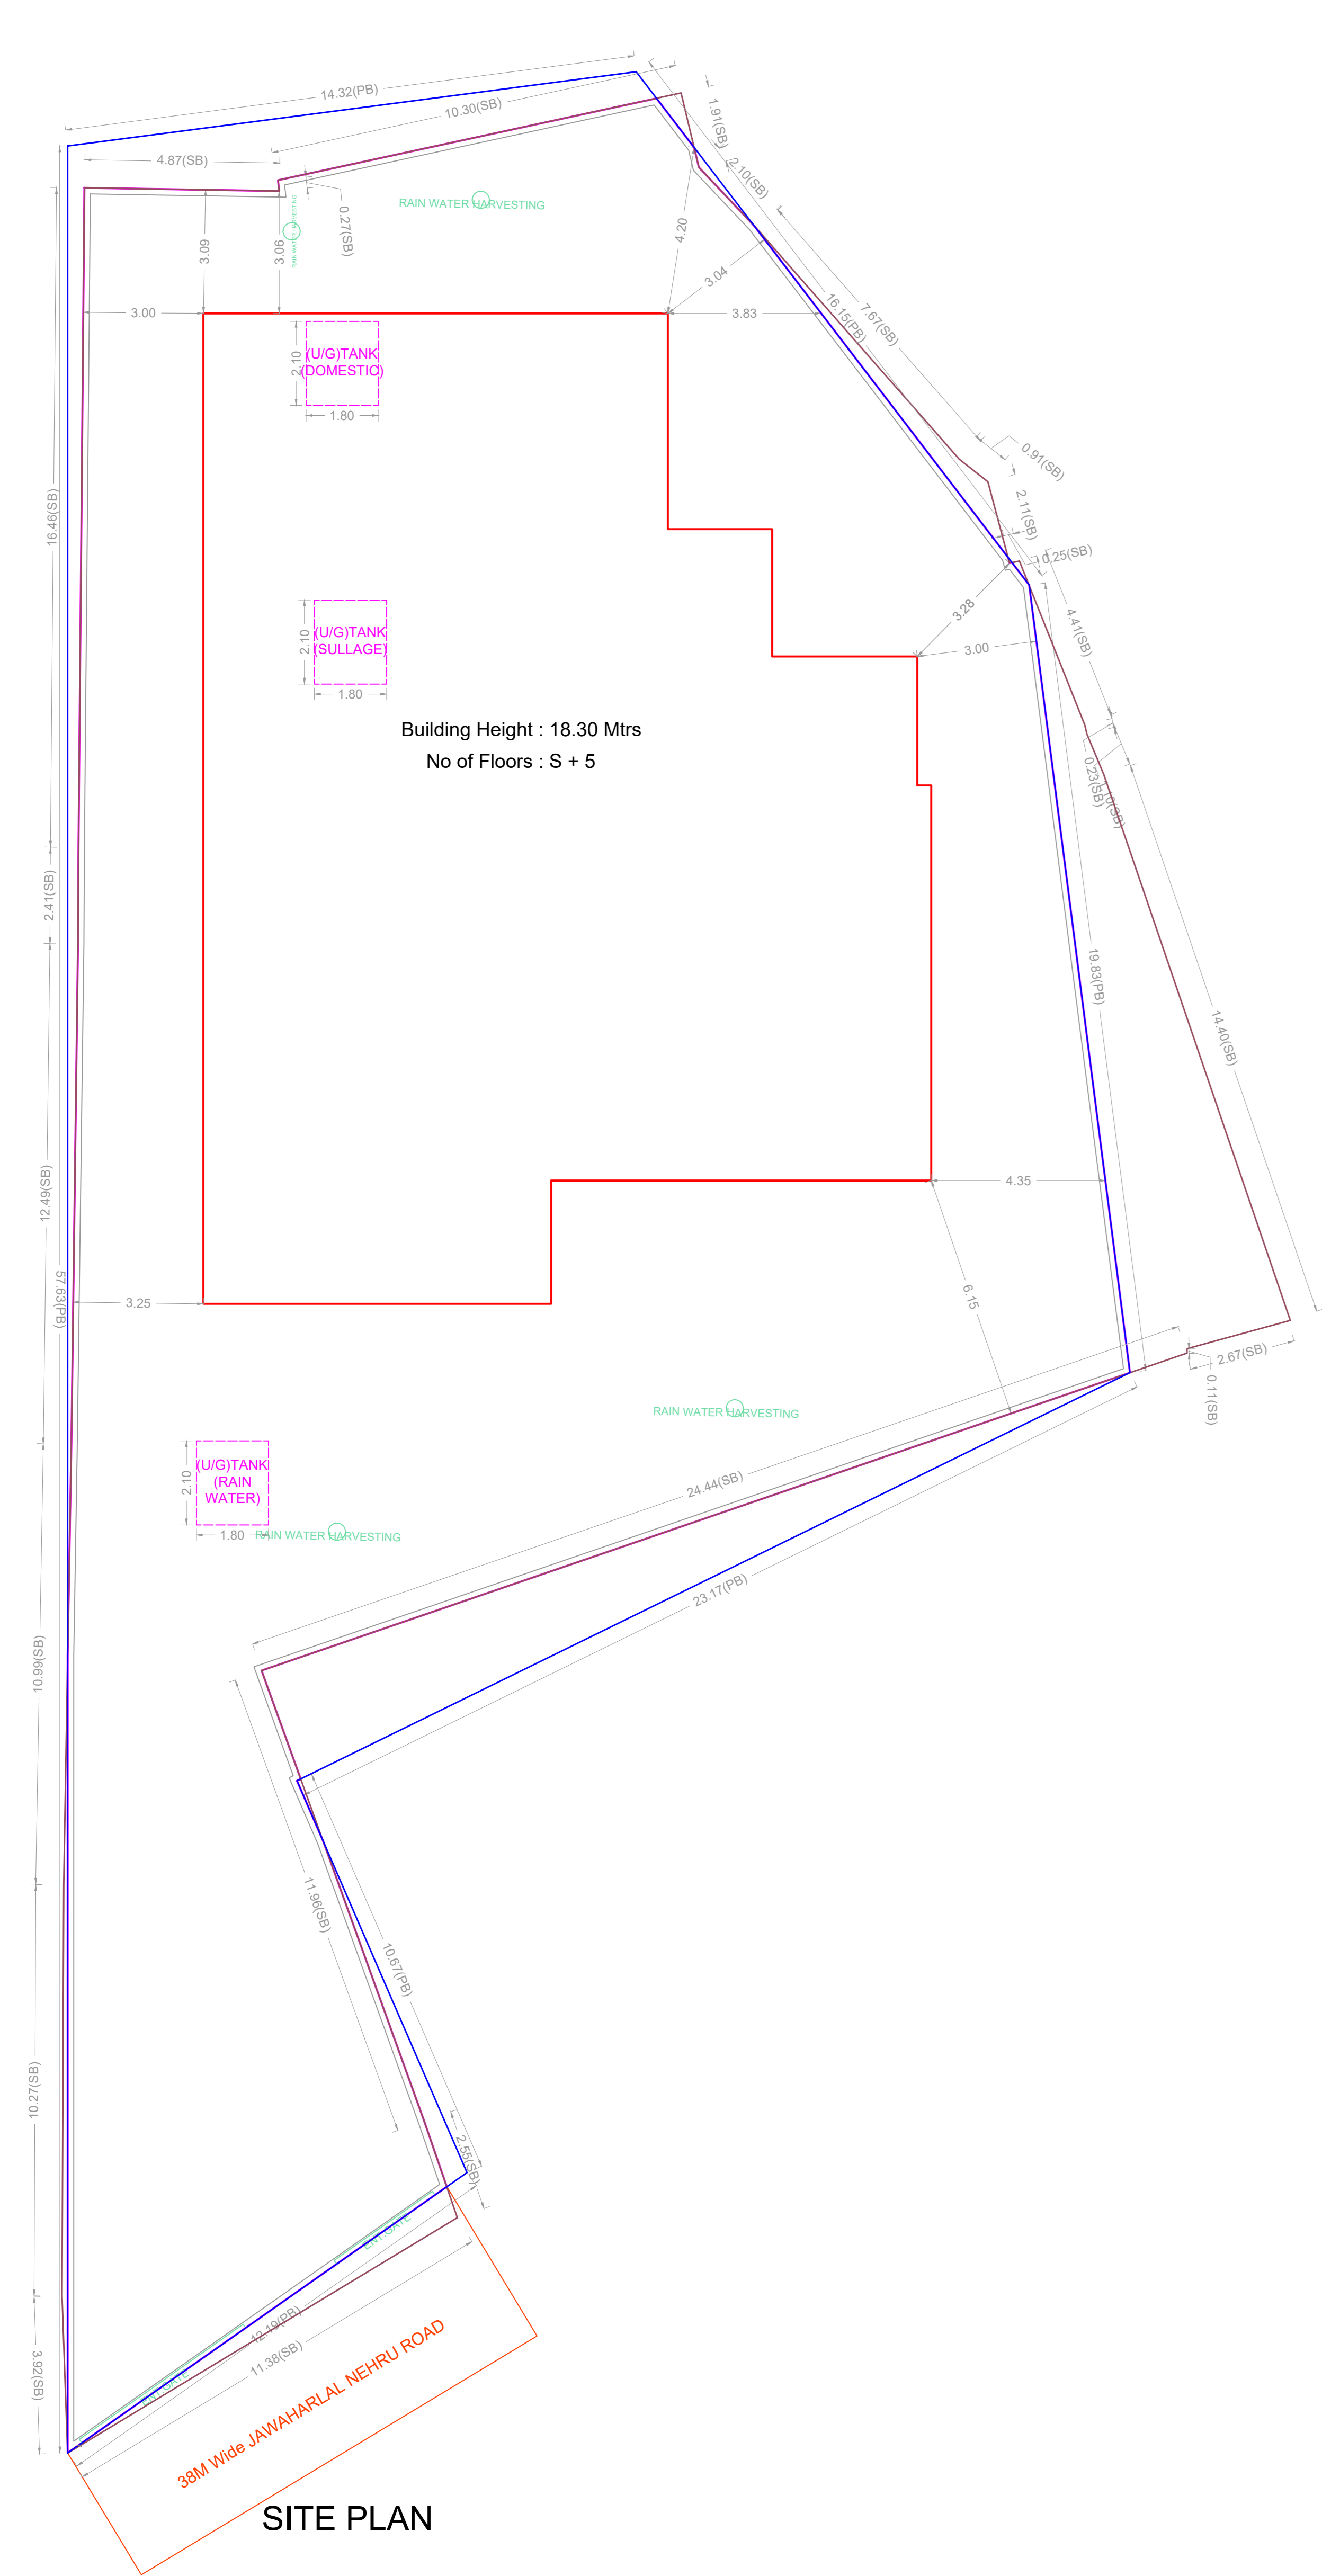 14.32(PB)
10.30(SB)
4.87(SB)
1.91(SB)
2.10(SB)
RAIN WATER HARVESTING
RAIN WATER HARVESTING
0.27(SB)
3.09
3.06
4.20
3.04
3.00
3.83
16.15(PB)
7.67(SB)
2.10
(U/G)TANK
(DOMESTIC)
1.80
0.91(SB)
2.11(SB)
0.25(SB)
16.46(SB)
2.10
(U/G)TANK
(SULLAGE)
1.80
3.28
3.00
4.41(SB)
Building Height : 18.30 Mtrs
No of Floors : S + 5
0.23(SB)
2.41(SB)
19.83(PB)
14.40(SB)
12.49(SB)
4.35
57.63(PB)
3.25
6.15
2.67(SB)
0.11(SB)
RAIN WATER HARVESTING
24.44(SB)
2.10
(U/G)TANK
(RAIN
WATER)
1.80
RAIN WATER HARVESTING
23.17(PB)
10.99(SB)
11.96(SB)
10.67(PB)
10.27(SB)
2.55(SB)
ENT.GATE
12.19(PB)
11.38(SB)
3.92(SB)
ENT.GATE
38M Wide JAWAHARLAL NEHRU ROAD
SITE PLAN